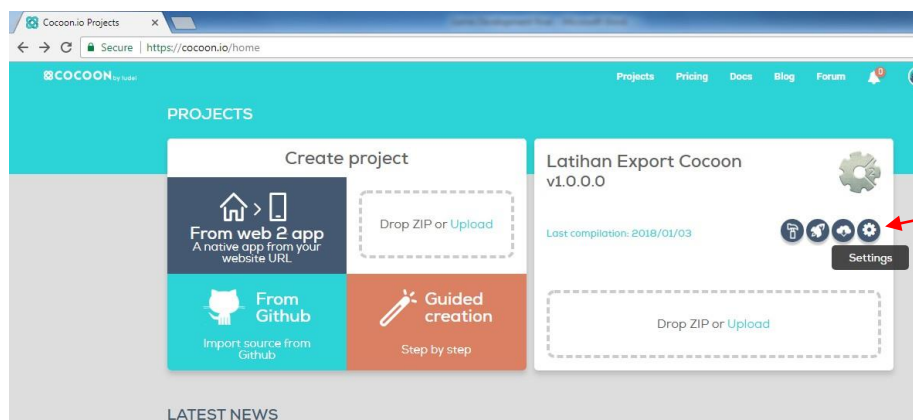 Cocoon.io Projects
Secure | https://cocoon.io/home
COCOON by ludei
Projects Pricing Docs Blog Forum 0
PROJECTS
Create project
From web 2 app
A native app from your
website URL
Drop ZIP or Upload
From
Github
Import source from
Github
Guided
creation
Step by step
Latihan Export Cocoon
v1.0.0.0
Last compilation: 2018/01/03
Settings
Drop ZIP or Upload
LATEST NEWS